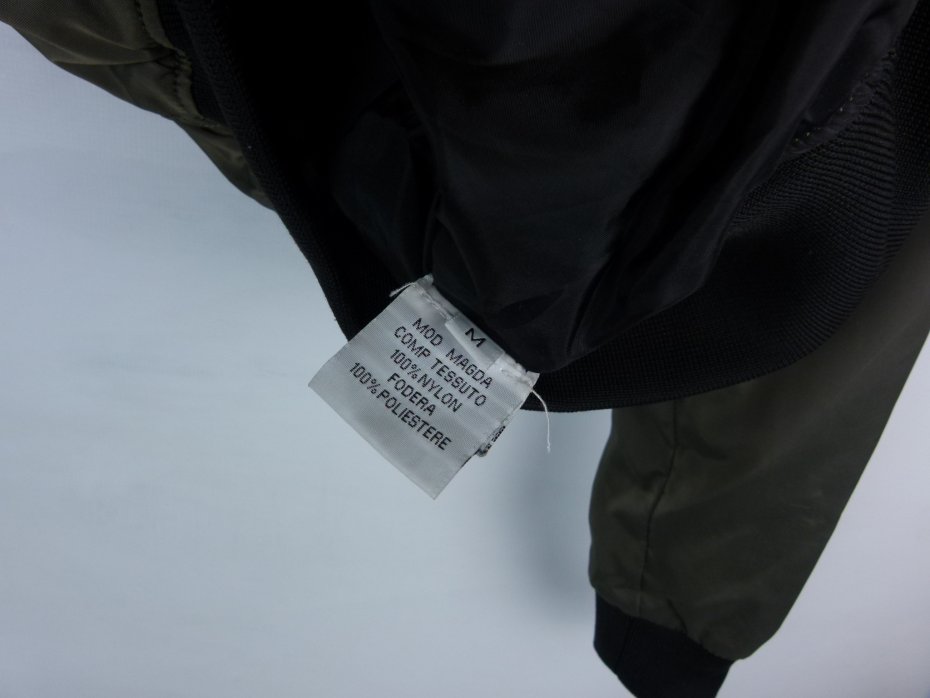 M
MOD MAGDA
COMP TESSUTO
100% NYLON
FODERA
100% POLIESTERE